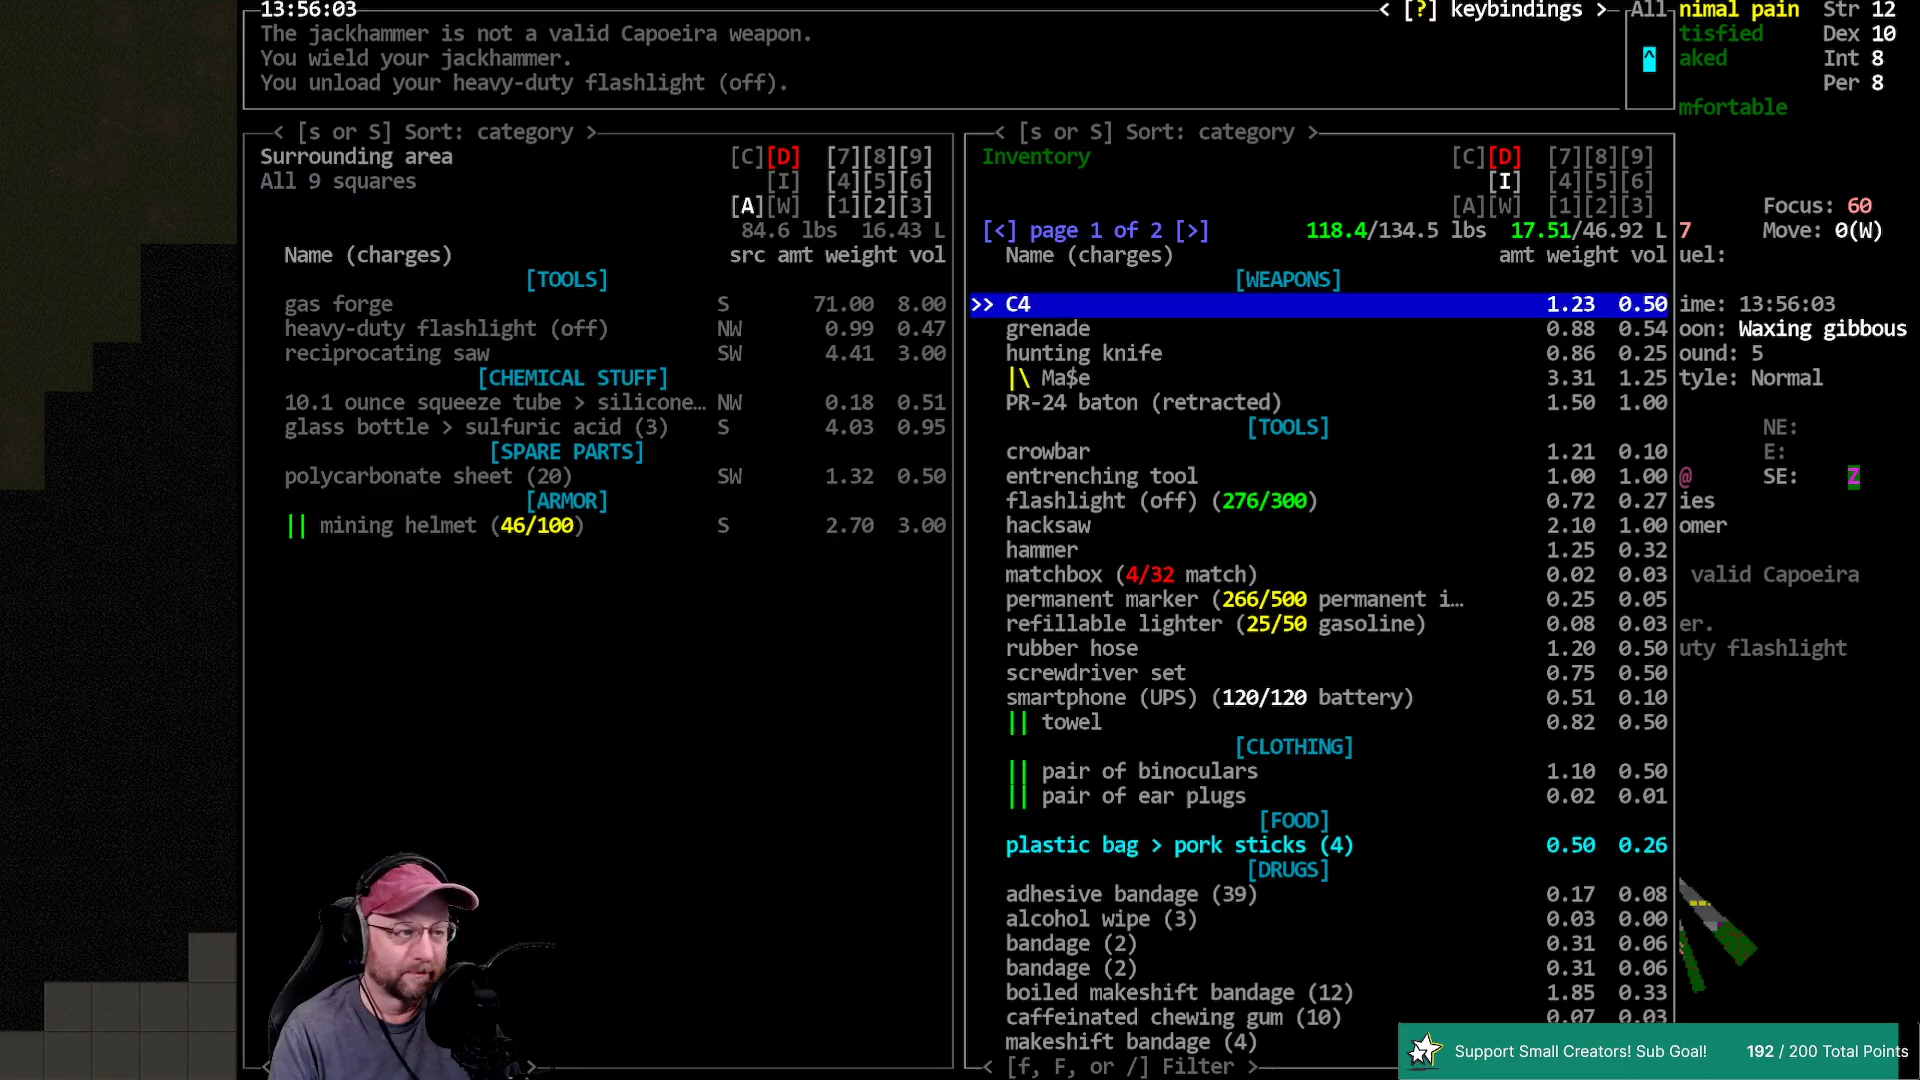 13:56:03
< [?] keybindings >
The jackhammer is not a valid Capoeira weapon.
You wield your jackhammer.
You unload your heavy-duty flashlight (off).
All
^
nimal pain Str 12
tisfied Dex 10
aked Int 8
Per 8
mfortable
< [s or S] Sort: category >
Surrounding area [C][D] [7][8][9]
All 9 squares [I] [4][5][6]
[A][W] [1][2][3]
84.6 lbs 16.43 L
Name (charges) src amt weight vol
[TOOLS]
gas forge S 71.00 8.00
heavy-duty flashlight (off) NW 0.99 0.47
reciprocating saw SW 4.41 3.00
[CHEMICAL STUFF]
10.1 ounce squeeze tube > silicone… NW 0.18 0.51
glass bottle > sulfuric acid (3) S 4.03 0.95
[SPARE PARTS]
polycarbonate sheet (20) SW 1.32 0.50
[ARMOR]
|| mining helmet (46/100) S 2.70 3.00
< [s or S] Sort: category >
Inventory [C][D] [7][8][9]
[I] [4][5][6]
[A][W] [1][2][3]
[<] page 1 of 2 [>] 118.4/134.5 lbs 17.51/46.92 L
Name (charges) amt weight vol
[WEAPONS]
>> C4 1.23 0.50
grenade 0.88 0.54
hunting knife 0.86 0.25
|\ Ma$e 3.31 1.25
PR-24 baton (retracted) 1.50 1.00
[TOOLS]
crowbar 1.21 0.10
entrenching tool 1.00 1.00
flashlight (off) (276/300) 0.72 0.27
hacksaw 2.10 1.00
hammer 1.25 0.32
matchbox (4/32 match) 0.02 0.03
permanent marker (266/500 permanent i… 0.25 0.05
refillable lighter (25/50 gasoline) 0.08 0.03
rubber hose 1.20 0.50
screwdriver set 0.75 0.50
smartphone (UPS) (120/120 battery) 0.51 0.10
|| towel 0.82 0.50
[CLOTHING]
|| pair of binoculars 1.10 0.50
|| pair of ear plugs 0.02 0.01
[FOOD]
plastic bag > pork sticks (4) 0.50 0.26
[DRUGS]
adhesive bandage (39) 0.17 0.08
alcohol wipe (3) 0.03 0.00
bandage (2) 0.31 0.06
bandage (2) 0.31 0.06
boiled makeshift bandage (12) 1.85 0.33
caffeinated chewing gum (10) 0.07 0.03
makeshift bandage (4)
< [f, F, or /] Filter >
Focus: 60
7 Move: 0(W)
uel:
ime: 13:56:03
oon: Waxing gibbous
ound: 5
tyle: Normal
NE:
E:
@ SE: Z
ies
omer
valid Capoeira
er.
uty flashlight
Support Small Creators! Sub Goal! 192 / 200 Total Points